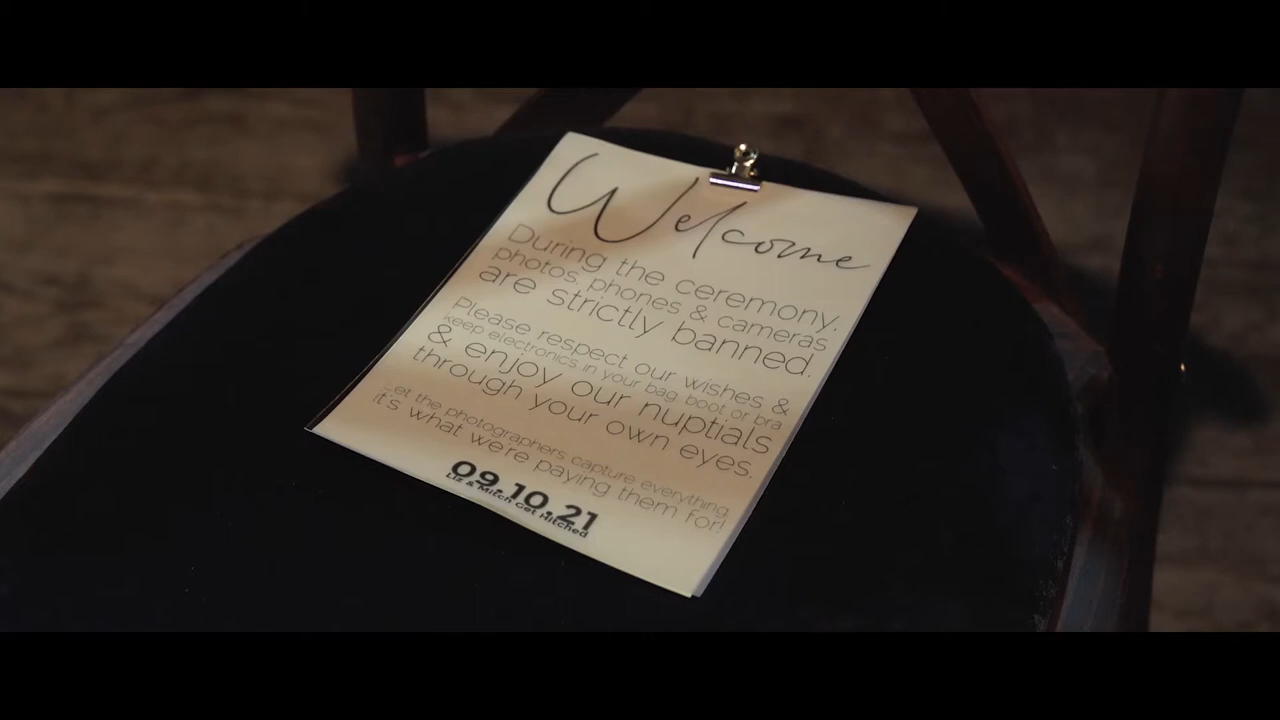 Welcome
During the ceremony.
photos, phones & cameras
are strictly banned.
Please respect our wishes &
keep electronics in your bag boot or bra
& enjoy our nuptials
through your own eyes.
the photographers capture everything,
it's what we're paying them for!
09.10.21
Liz & Mitch Get Hitched